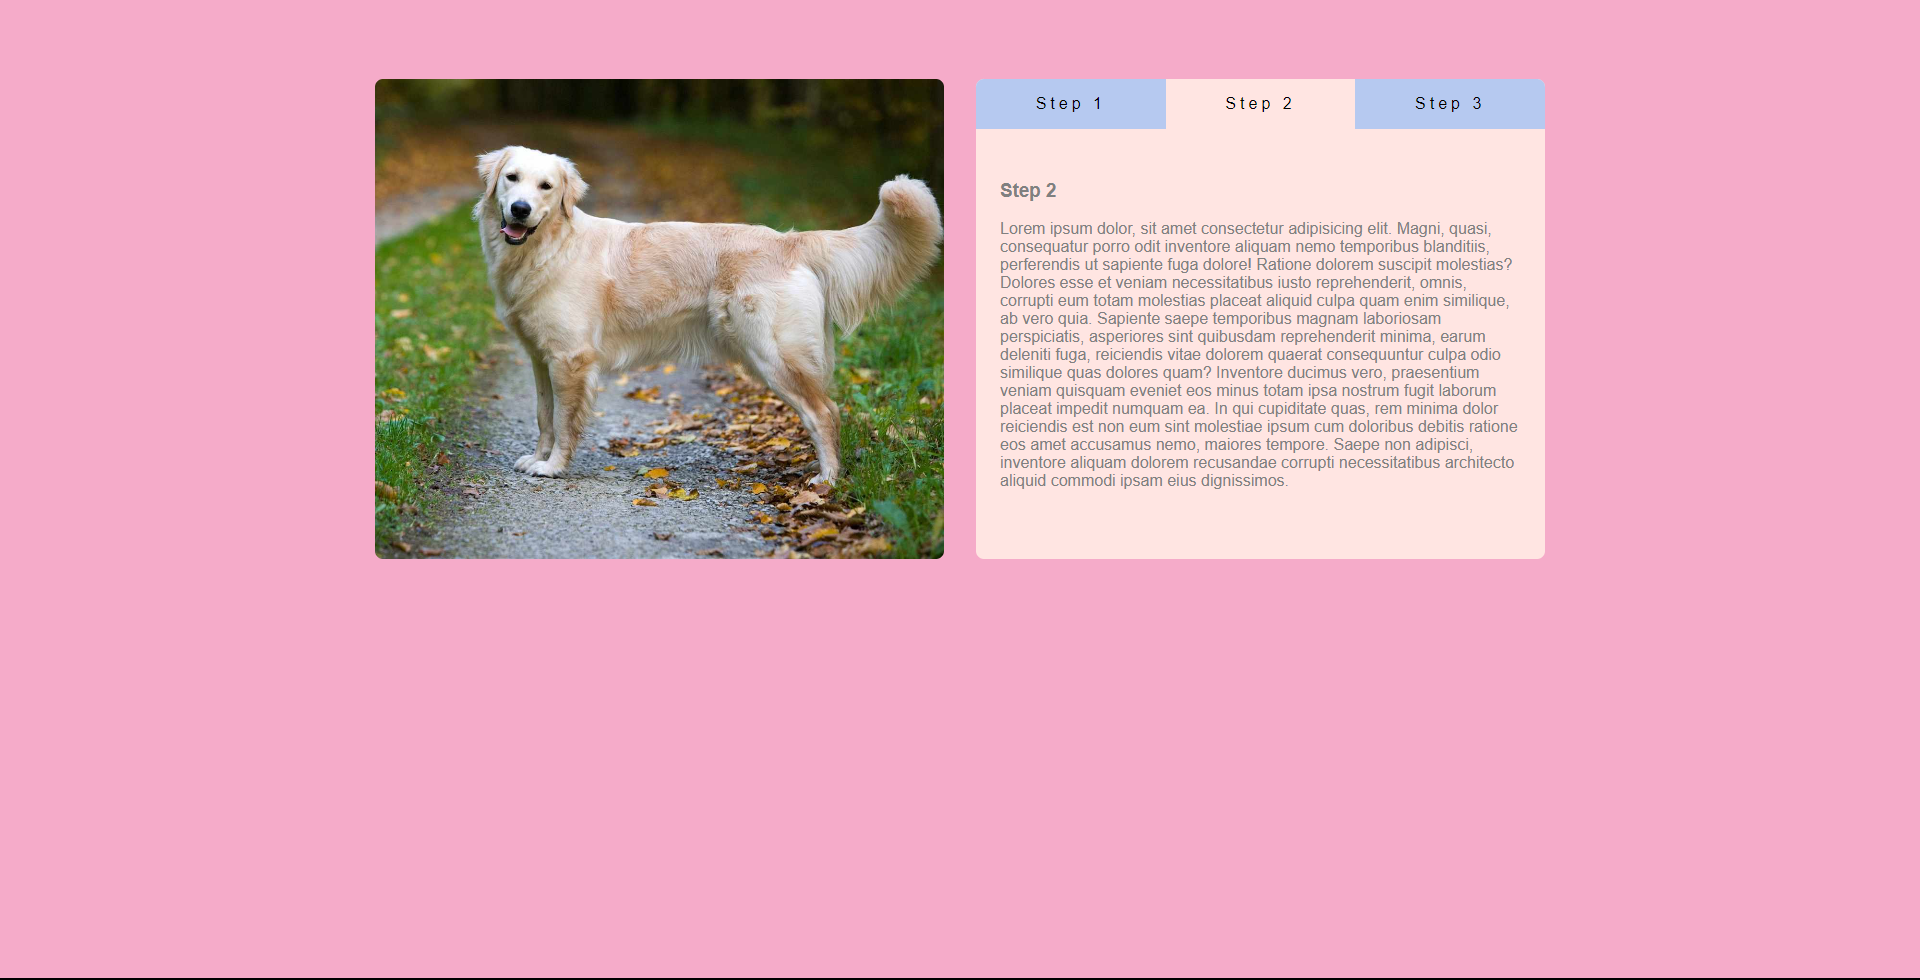 Step 1
Step 2
Step 3
Step 2
Lorem ipsum dolor, sit amet consectetur adipisicing elit. Magni, quasi,
consequatur porro odit inventore aliquam nemo temporibus blanditiis,
perferendis ut sapiente fuga dolore! Ratione dolorem suscipit molestias?
Dolores esse et veniam necessitatibus iusto reprehenderit, omnis,
corrupti eum totam molestias placeat aliquid culpa quam enim similique,
ab vero quia. Sapiente saepe temporibus magnam laboriosam
perspiciatis, asperiores sint quibusdam reprehenderit minima, earum
deleniti fuga, reiciendis vitae dolorem quaerat consequuntur culpa odio
similique quas dolores quam? Inventore ducimus vero, praesentium
veniam quisquam eveniet eos minus totam ipsa nostrum fugit laborum
placeat impedit numquam ea. In qui cupiditate quas, rem minima dolor
reiciendis est non eum sint molestiae ipsum cum doloribus debitis ratione
eos amet accusamus nemo, maiores tempore. Saepe non adipisci,
inventore aliquam dolorem recusandae corrupti necessitatibus architecto
aliquid commodi ipsam eius dignissimos.